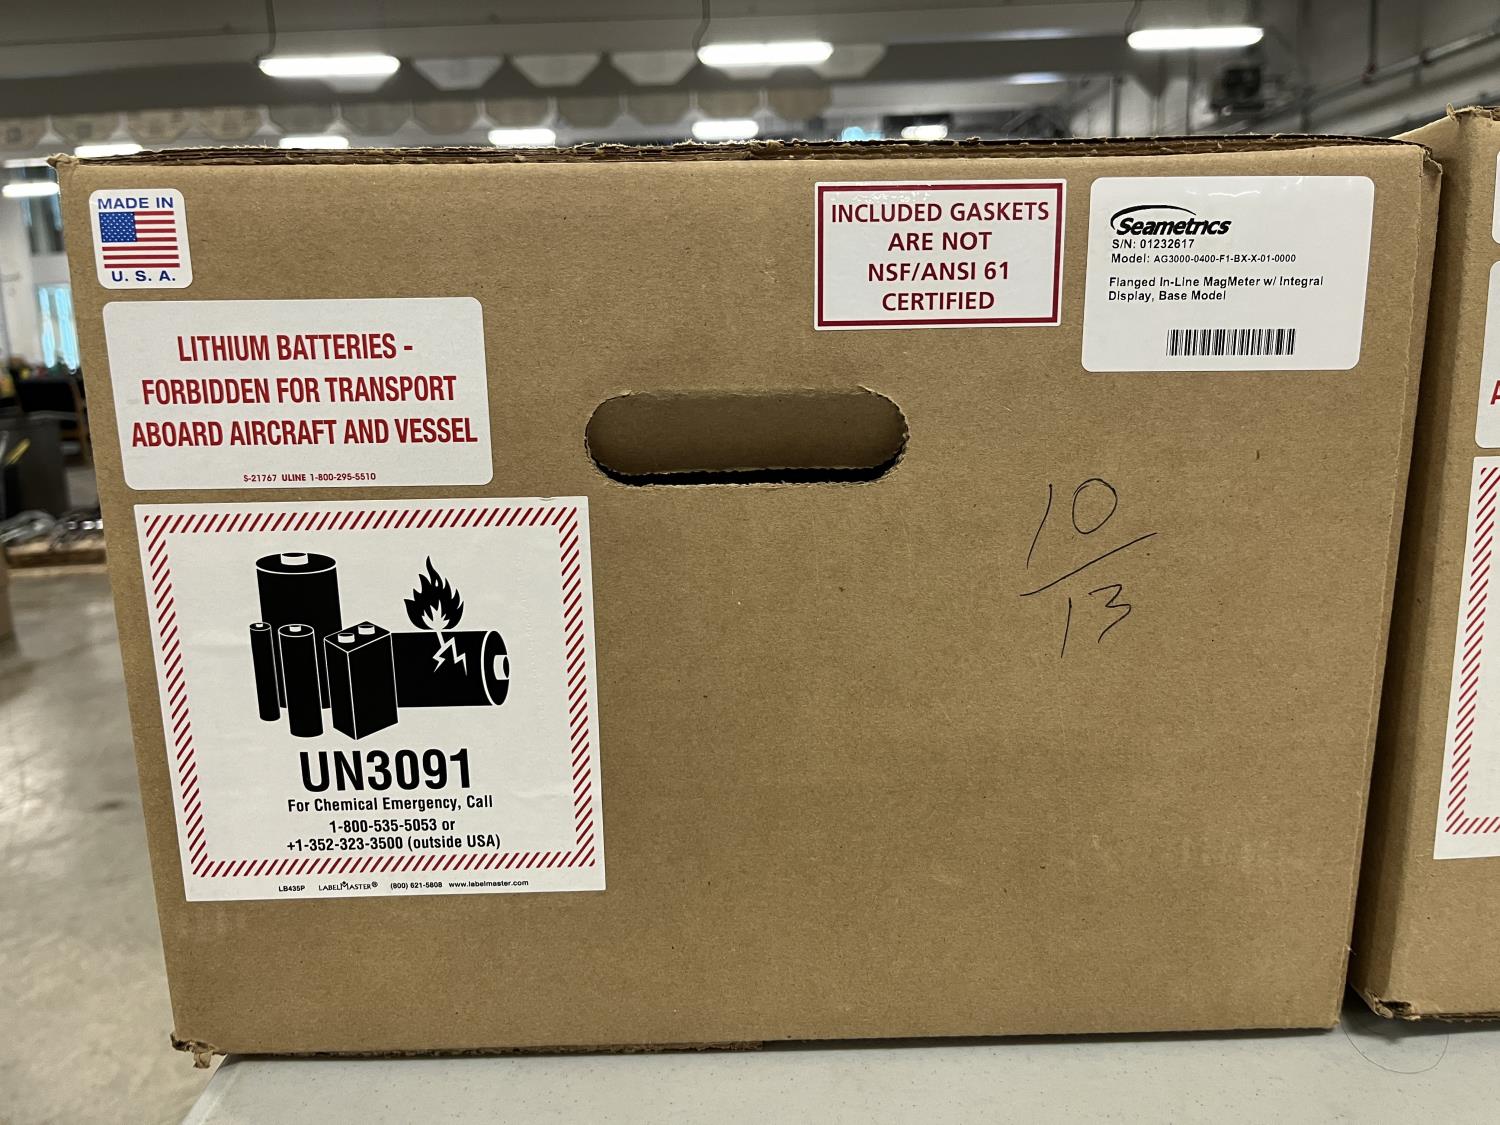 MADE IN
U. S. A.
LITHIUM BATTERIES -
FORBIDDEN FOR TRANSPORT
ABOARD AIRCRAFT AND VESSEL
S-21767 ULINE 1-800-295-5510
INCLUDED GASKETS
ARE NOT
NSF/ANSI 61
CERTIFIED
Seametrics
S/N: 01232617
Model: AG3000-0400-F1-BX-X-01-0000
Flanged In-Line MagMeter w/ Integral
Display, Base Model
10
13
UN3091
For Chemical Emergency, Call
1-800-535-5053 or
+1-352-323-3500 (outside USA)
LB435P LABELMASTER® (800) 621-5808 www.labelmaster.com